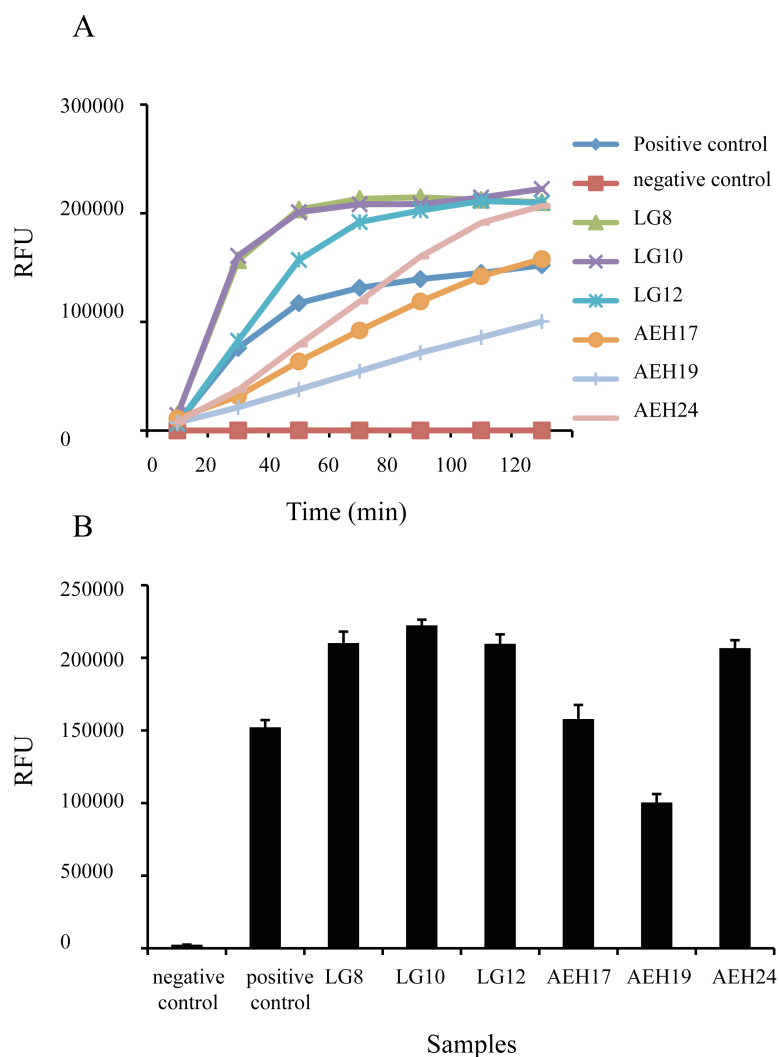 A
300000
200000
100000
0
RFU
0 20 40 60 80 100 120
Time (min)
Positive control
negative control
LG8
LG10
LG12
AEH17
AEH19
AEH24
B
250000
200000
150000
100000
50000
0
RFU
negative control
positive control
LG8
LG10
LG12
AEH17
AEH19
AEH24
Samples